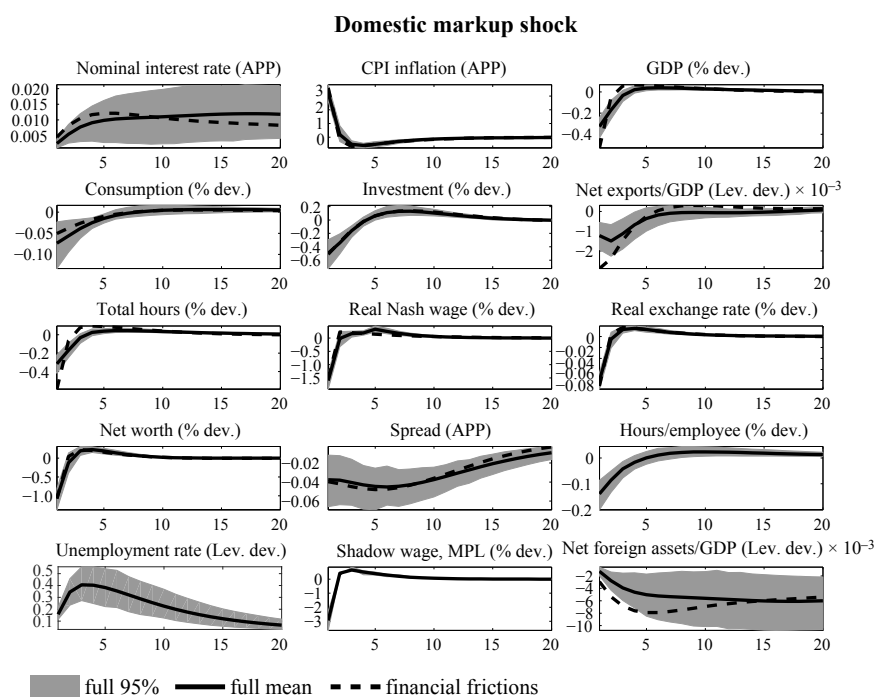 Domestic markup shock
Nominal interest rate (APP)
0.020
0.015
0.010
0.005
5 10 15 20
CPI inflation (APP)
3
2
1
0
5 10 15 20
GDP (% dev.)
0
−0.2
−0.4
5 10 15 20
Consumption (% dev.)
0
−0.05
−0.10
5 10 15 20
Investment (% dev.)
0.2
0
−0.2
−0.4
−0.6
5 10 15 20
Net exports/GDP (Lev. dev.) × 10−3
0
−1
−2
5 10 15 20
Total hours (% dev.)
0
−0.2
−0.4
5 10 15 20
Real Nash wage (% dev.)
0
−0.5
−1.0
−1.5
5 10 15 20
Real exchange rate (% dev.)
−0.02
−0.04
−0.06
−0.08
5 10 15 20
Net worth (% dev.)
0
−0.5
−1.0
5 10 15 20
Spread (APP)
−0.02
−0.04
−0.06
5 10 15 20
Hours/employee (% dev.)
0
−0.1
−0.2
5 10 15 20
Unemployment rate (Lev. dev.)
0.5
0.4
0.3
0.2
0.1
5 10 15 20
Shadow wage, MPL (% dev.)
0
−1
−2
−3
5 10 15 20
Net foreign assets/GDP (Lev. dev.) × 10−3
−2
−4
−6
−8
−10
5 10 15 20
full 95% full mean financial frictions